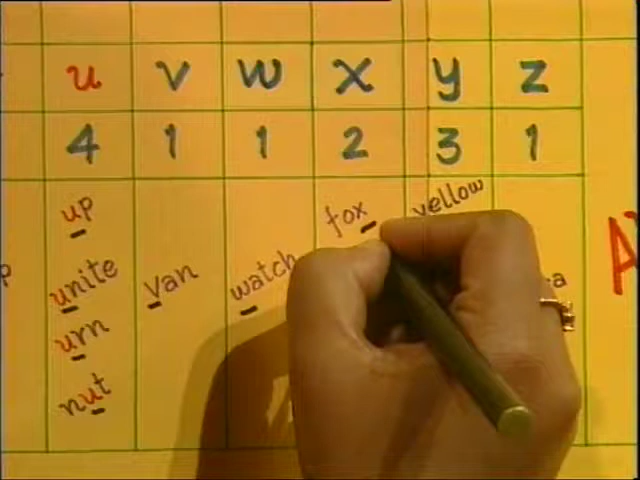 u v w x y z
4 1 1 2 3 1
up fox yellow
unite van watch
urn
nut